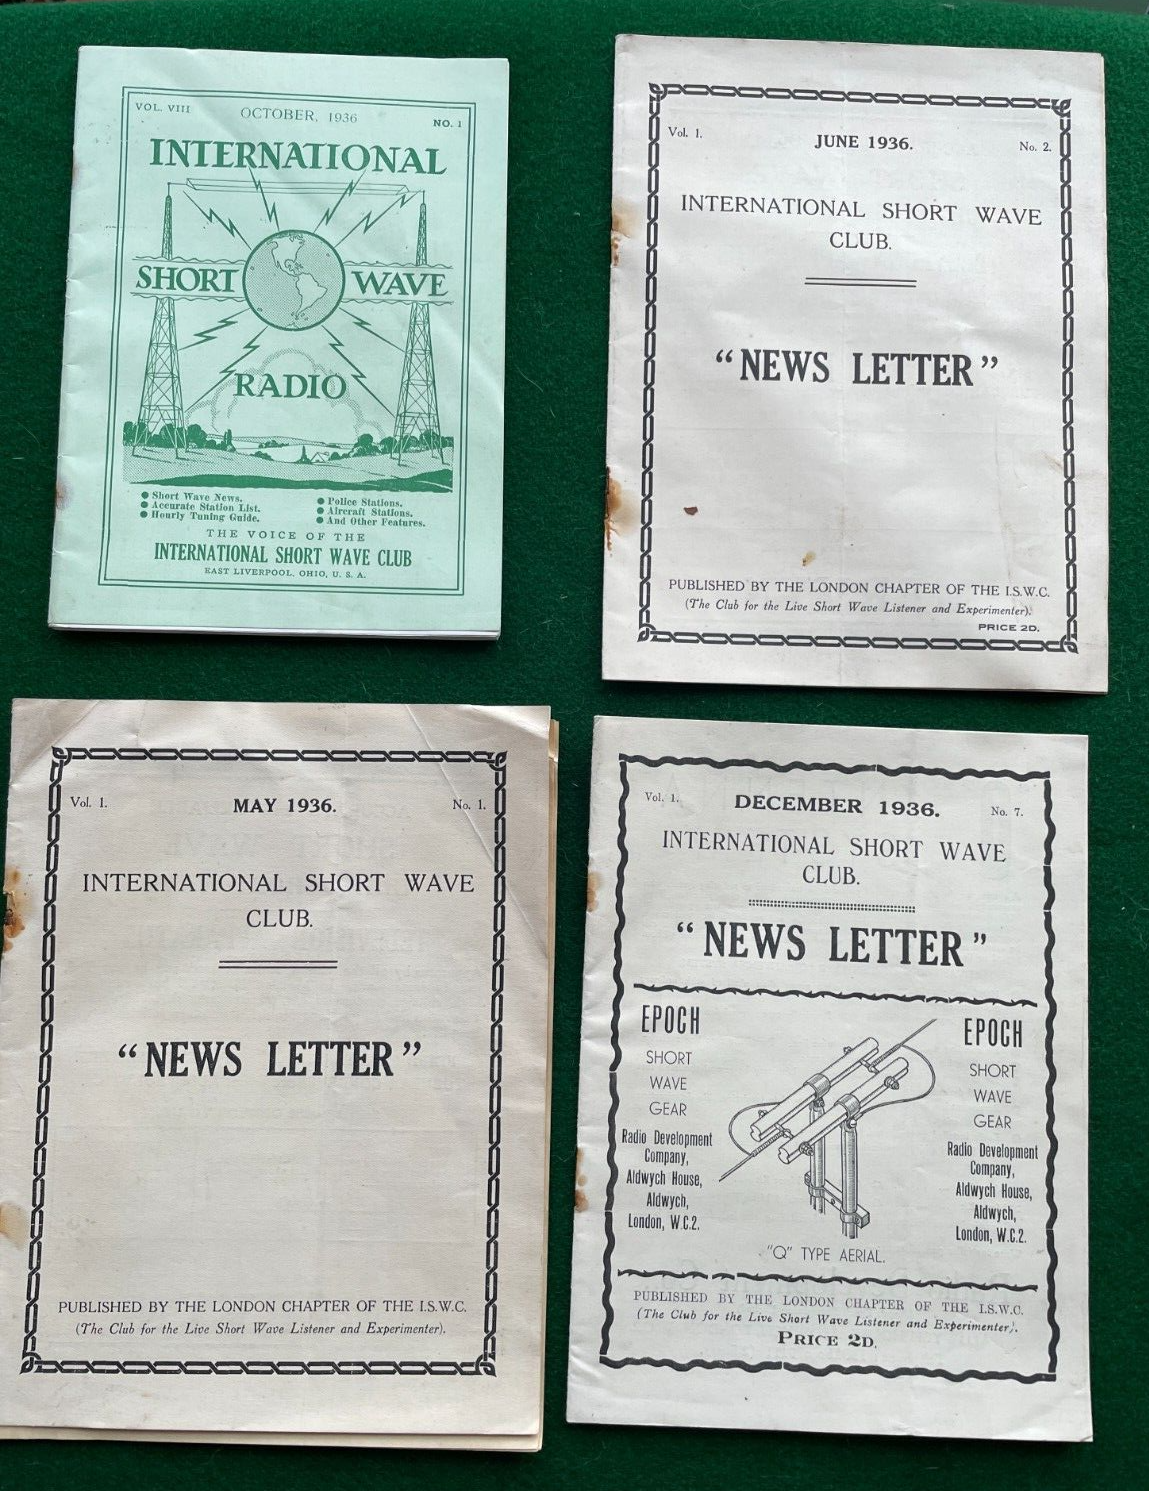 VOL. VIII
OCTOBER, 1936
NO. 1
INTERNATIONAL
SHORT WAVE
RADIO
● Short Wave News.
● Accurate Station List.
● Hourly Tuning Guide.
● Police Stations.
● Aircraft Stations.
● And Other Features.
THE VOICE OF THE
INTERNATIONAL SHORT WAVE CLUB
EAST LIVERPOOL, OHIO, U. S. A.
Vol. 1.
JUNE 1936.
No. 2.
INTERNATIONAL SHORT WAVE
CLUB.
"NEWS LETTER"
PUBLISHED BY THE LONDON CHAPTER OF THE I.S.W.C.
(The Club for the Live Short Wave Listener and Experimenter).
PRICE 2D.
Vol. 1.
MAY 1936.
No. 1.
INTERNATIONAL SHORT WAVE
CLUB.
"NEWS LETTER"
PUBLISHED BY THE LONDON CHAPTER OF THE I.S.W.C.
(The Club for the Live Short Wave Listener and Experimenter).
Vol. 1.
DECEMBER 1936.
No. 7.
INTERNATIONAL SHORT WAVE
CLUB.
"NEWS LETTER"
EPOCH
SHORT
WAVE
GEAR
Radio Development
Company,
Aldwych House,
Aldwych,
London, W.C.2.
EPOCH
SHORT
WAVE
GEAR
Radio Development
Company,
Aldwych House,
Aldwych,
London, W.C.2.
"Q" TYPE AERIAL.
PUBLISHED BY THE LONDON CHAPTER OF THE I.S.W.C.
(The Club for the Live Short Wave Listener and Experimenter).
PRICE 2D.